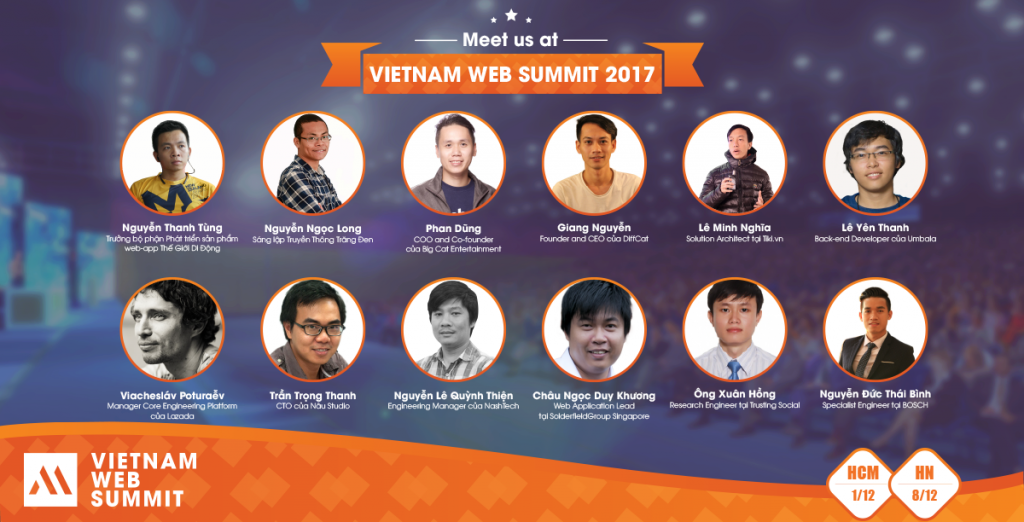 Meet us at
VIETNAM WEB SUMMIT 2017
Nguyễn Thanh Tùng
Trưởng bộ phận Phát triển sản phẩm
web-app Thế Giới Di Động
Nguyễn Ngọc Long
Sáng lập Truyền Thông Trăng Đen
Phan Dũng
COO and Co-founder
của Big Cat Entertainment
Giang Nguyễn
Founder and CEO của DiffCat
Lê Minh Nghĩa
Solution Architect tại Tiki.vn
Lê Yên Thanh
Back-end Developer của Umbala
Viachesláv Poturaěv
Manager Core Engineering Platform
của Lazada
Trần Trọng Thanh
CTO của Nâu Studio
Nguyễn Lê Quỳnh Thiện
Engineering Manager của NashTech
Châu Ngọc Duy Khương
Web Application Lead
tại SolderfieldGroup Singapore
Ông Xuân Hồng
Research Engineer tại Trusting Social
Nguyễn Đức Thái Bình
Specialist Engineer tại BOSCH
VIETNAM
WEB
SUMMIT
HCM
1/12
HN
8/12